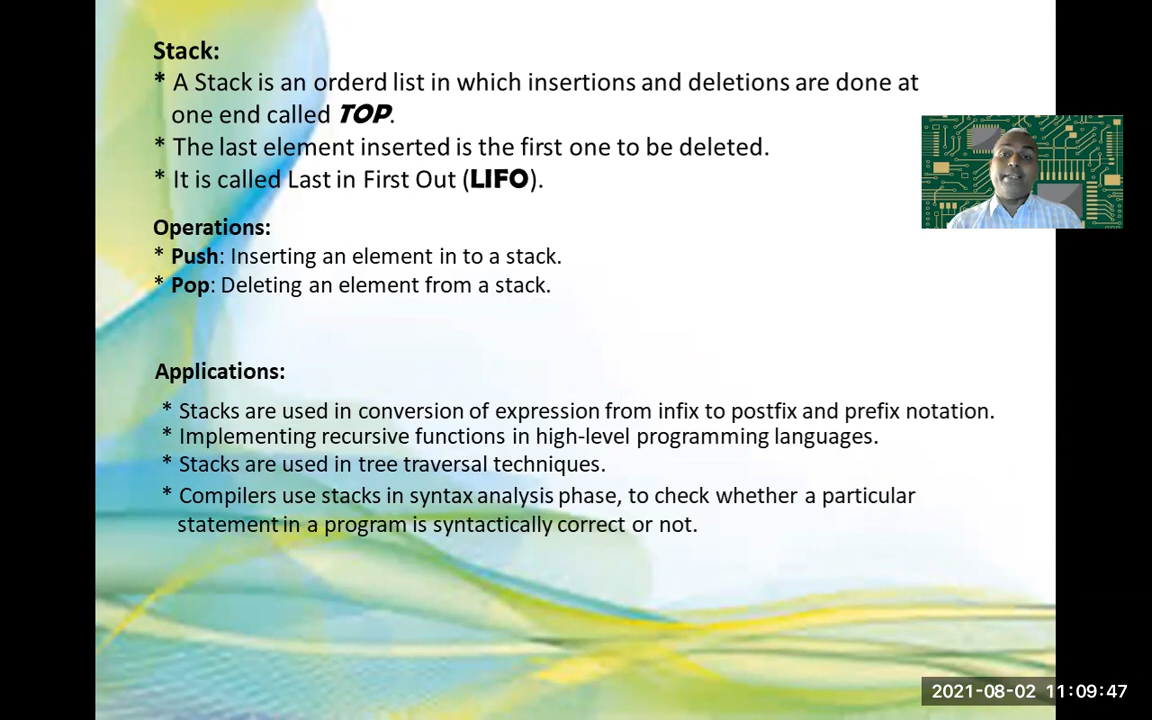 Stack:
* A Stack is an orderd list in which insertions and deletions are done at
one end called TOP.
* The last element inserted is the first one to be deleted.
* It is called Last in First Out (LIFO).
Operations:
* Push: Inserting an element in to a stack.
* Pop: Deleting an element from a stack.
Applications:
* Stacks are used in conversion of expression from infix to postfix and prefix notation.
* Implementing recursive functions in high-level programming languages.
* Stacks are used in tree traversal techniques.
* Compilers use stacks in syntax analysis phase, to check whether a particular
statement in a program is syntactically correct or not.
2021-08-02 11:09:47